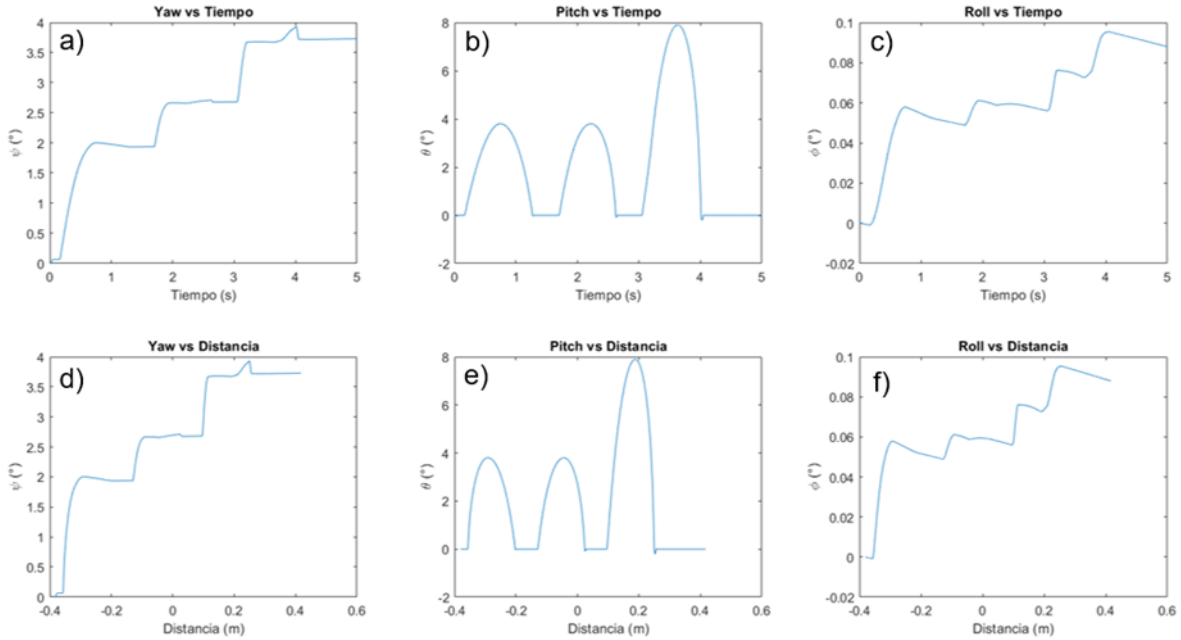 Yaw vs Tiempo
a)
4
3.5
3
2.5
2
1.5
1
0.5
0
ψ (°)
0 1 2 3 4 5
Tiempo (s)
Pitch vs Tiempo
b)
8
6
4
2
0
-2
θ (°)
0 1 2 3 4 5
Tiempo (s)
Roll vs Tiempo
c)
0.1
0.08
0.06
0.04
0.02
0
-0.02
ϕ (°)
0 1 2 3 4 5
Tiempo (s)
Yaw vs Distancia
d)
4
3.5
3
2.5
2
1.5
1
0.5
0
ψ (°)
-0.4 -0.2 0 0.2 0.4 0.6
Distancia (m)
Pitch vs Distancia
e)
8
6
4
2
0
-2
θ (°)
-0.4 -0.2 0 0.2 0.4 0.6
Distancia (m)
Roll vs Distancia
f)
0.1
0.08
0.06
0.04
0.02
0
-0.02
ϕ (°)
-0.4 -0.2 0 0.2 0.4 0.6
Distancia (m)